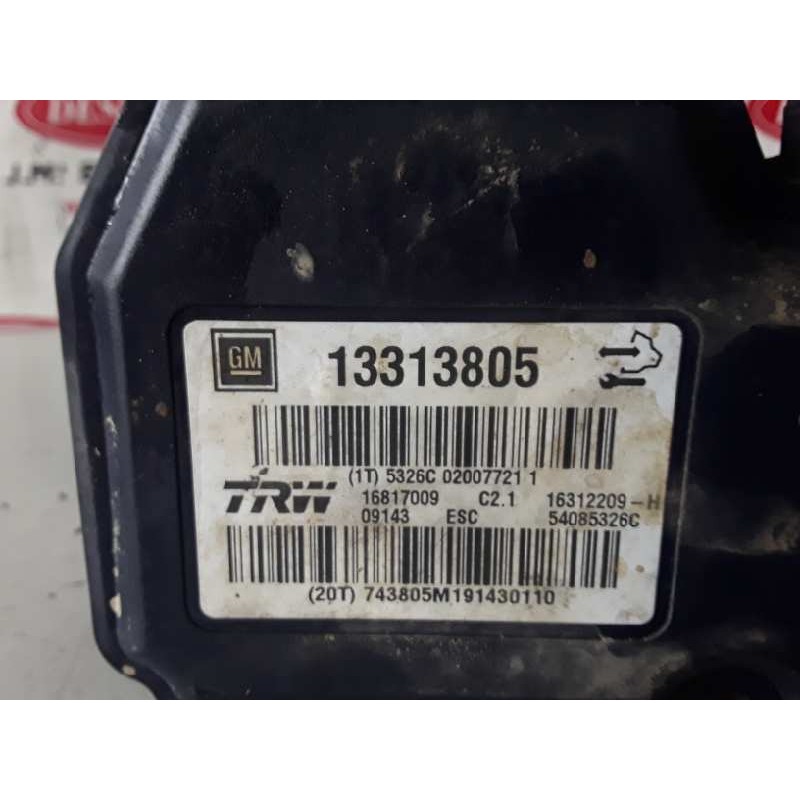 GM 13313805
(1T) 5326C 02007721 1
TRW 16817009 C2.1 16312209-H
09143 ESC 54085326C
(20T) 743805M191430110